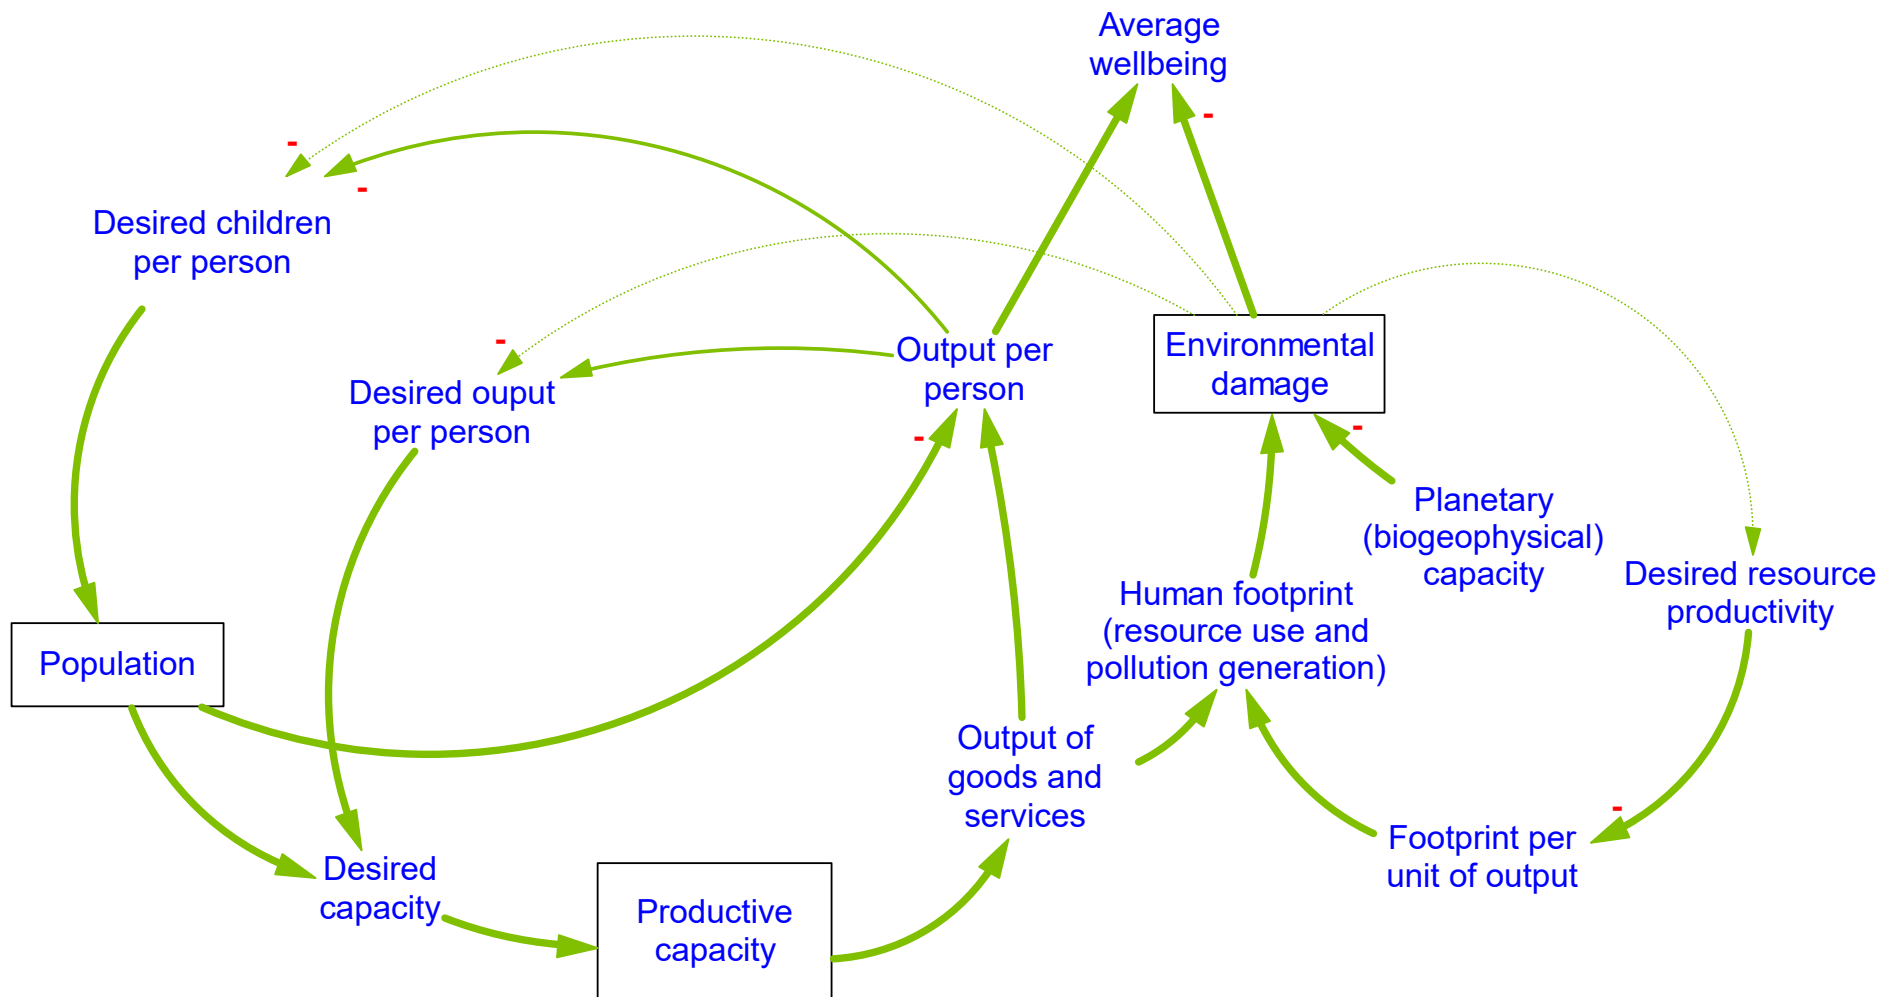 Average
wellbeing
-
-
-
Desired children
per person
-
Output per
person
Environmental
damage
Desired ouput
per person
-
-
Planetary
(biogeophysical)
capacity
Desired resource
productivity
Human footprint
(resource use and
pollution generation)
Population
Output of
goods and
services
-
Footprint per
unit of output
Desired
capacity
Productive
capacity